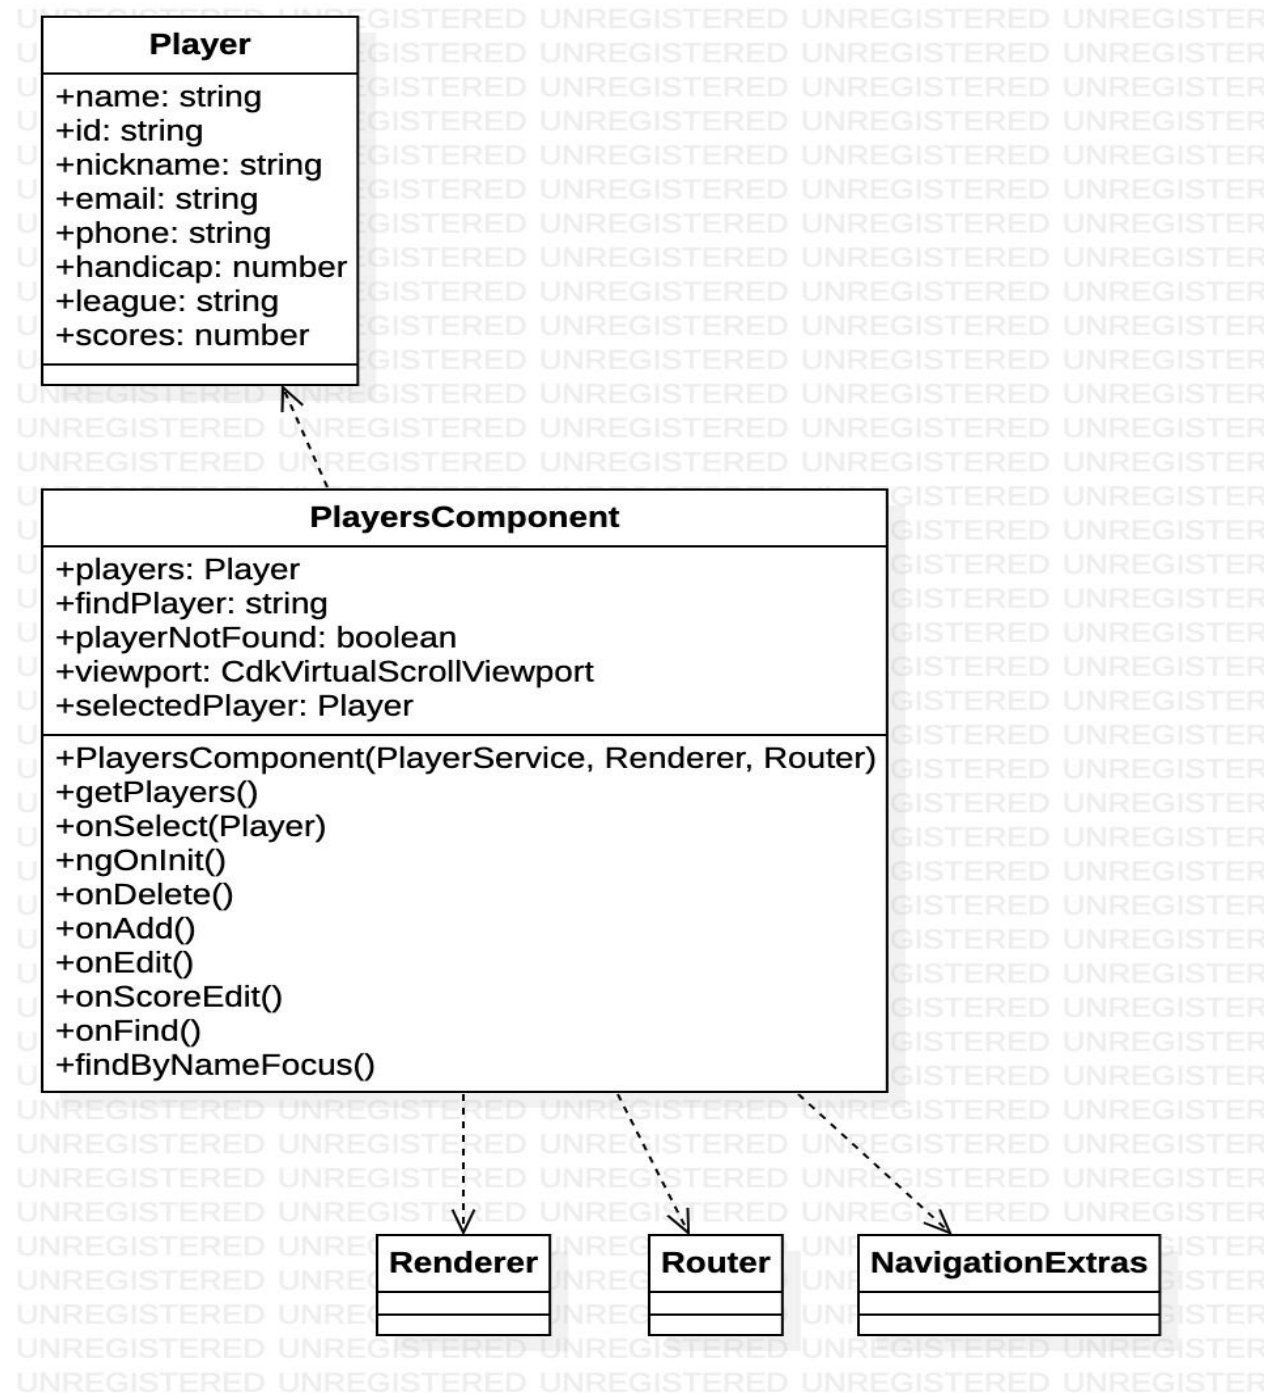 Player
+name: string
+id: string
+nickname: string
+email: string
+phone: string
+handicap: number
+league: string
+scores: number
PlayersComponent
+players: Player
+findPlayer: string
+playerNotFound: boolean
+viewport: CdkVirtualScrollViewport
+selectedPlayer: Player
+PlayersComponent(PlayerService, Renderer, Router)
+getPlayers()
+onSelect(Player)
+ngOnInit()
+onDelete()
+onAdd()
+onEdit()
+onScoreEdit()
+onFind()
+findByNameFocus()
Renderer
Router
NavigationExtras
UNREGISTERED